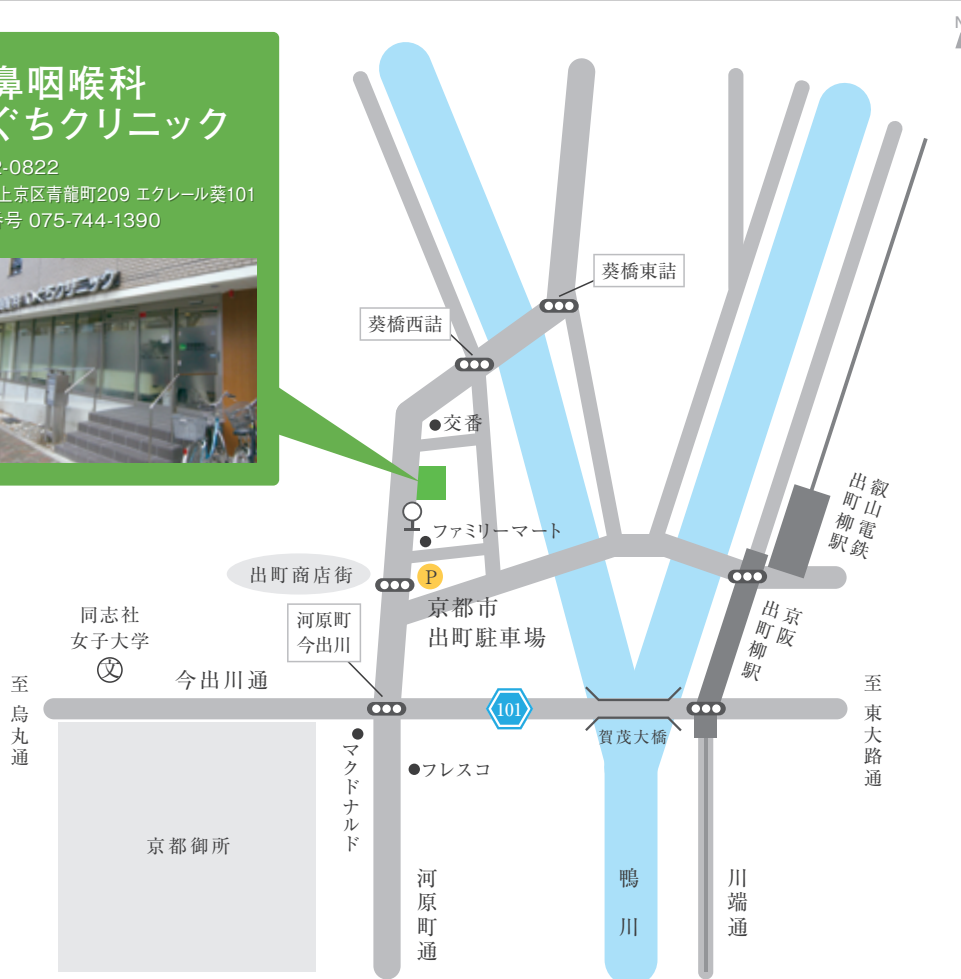 N
鼻咽喉科
ぐちクリニック
2-0822
上京区青龍町209 エクレール葵101
号 075-744-1390
葵橋東詰
葵橋西詰
交番
ファミリーマート
出町商店街
P
京都市
出町駐車場
叡山電鉄
出町柳駅
京阪
出町柳駅
河原町
今出川
同志社
女子大学
文
今出川通
至 烏丸通
101
賀茂大橋
至 東大路通
マクドナルド
フレスコ
京都御所
河原町通
鴨川
川端通